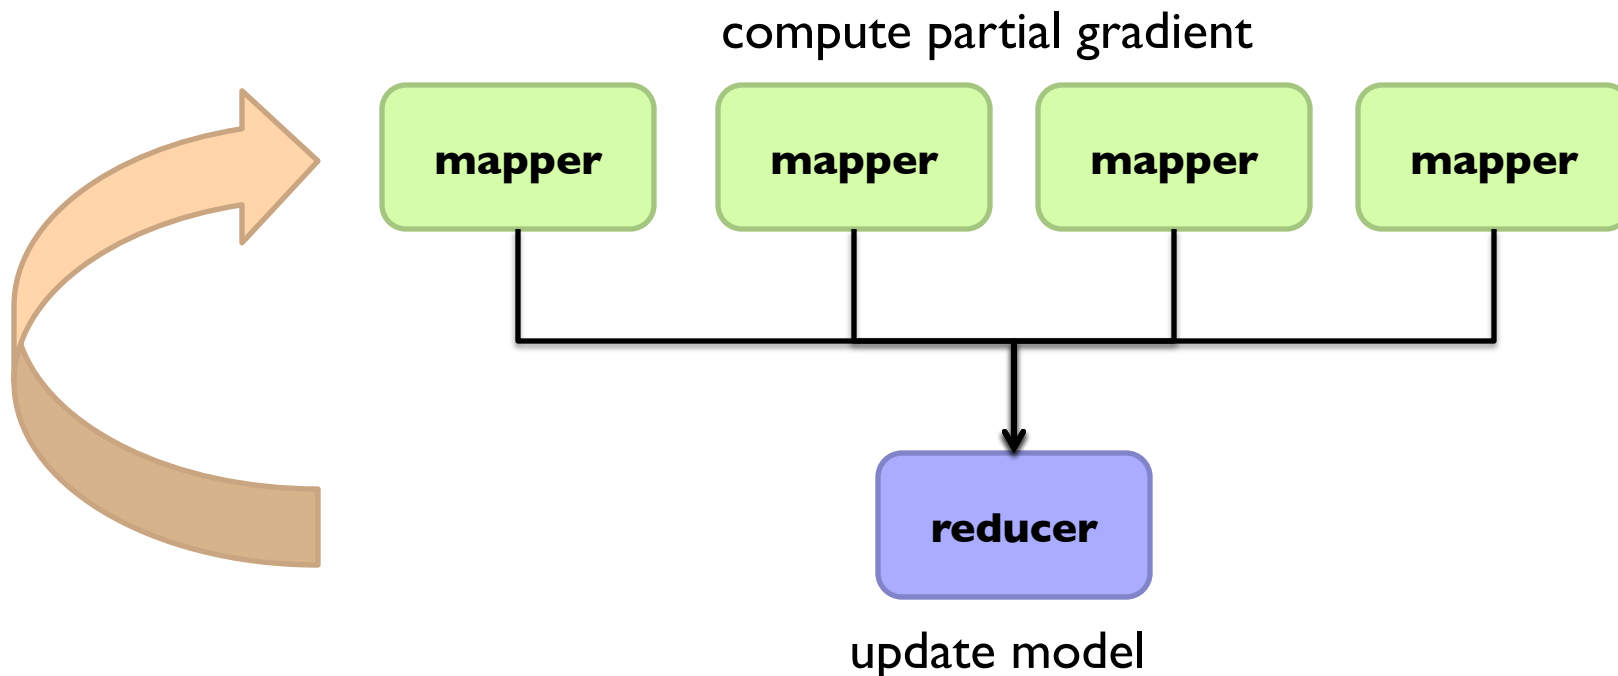 compute partial gradient
mapper mapper mapper mapper
reducer
update model